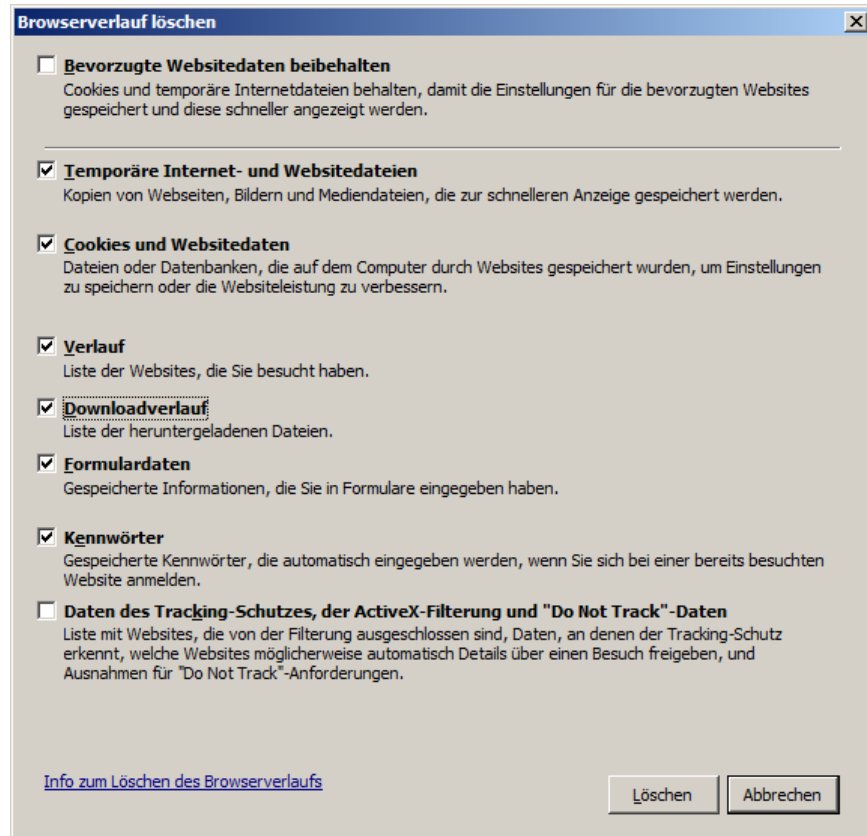 Browserverlauf löschen
Bevorzugte Websitedaten beibehalten
Cookies und temporäre Internetdateien behalten, damit die Einstellungen für die bevorzugten Websites
gespeichert und diese schneller angezeigt werden.
Temporäre Internet- und Websitedateien
Kopien von Webseiten, Bildern und Mediendateien, die zur schnelleren Anzeige gespeichert werden.
Cookies und Websitedaten
Dateien oder Datenbanken, die auf dem Computer durch Websites gespeichert wurden, um Einstellungen
zu speichern oder die Websiteleistung zu verbessern.
Verlauf
Liste der Websites, die Sie besucht haben.
Downloadverlauf
Liste der heruntergeladenen Dateien.
Formulardaten
Gespeicherte Informationen, die Sie in Formulare eingegeben haben.
Kennwörter
Gespeicherte Kennwörter, die automatisch eingegeben werden, wenn Sie sich bei einer bereits besuchten
Website anmelden.
Daten des Tracking-Schutzes, der ActiveX-Filterung und "Do Not Track"-Daten
Liste mit Websites, die von der Filterung ausgeschlossen sind, Daten, an denen der Tracking-Schutz
erkennt, welche Websites möglicherweise automatisch Details über einen Besuch freigeben, und
Ausnahmen für "Do Not Track"-Anforderungen.
Info zum Löschen des Browserverlaufs
Löschen Abbrechen